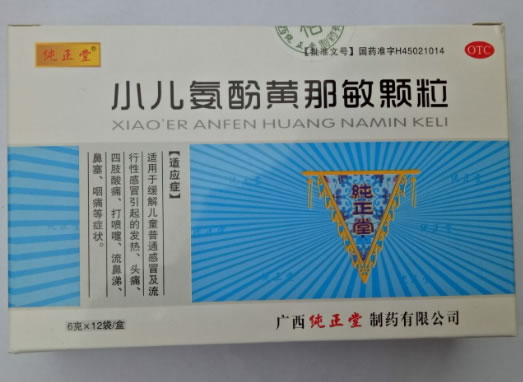 纯正堂®
【批准文号】国药准字H45021014
OTC
小儿氨酚黄那敏颗粒
XIAO'ER ANFEN HUANG NAMIN KELI
【适应症】
适用于缓解儿童普通感冒及流
行性感冒引起的发热、头痛、
四肢酸痛、打喷嚏、流鼻涕、
鼻塞、咽痛等症状。
純正堂
6克×12袋/盒
广西纯正堂制药有限公司